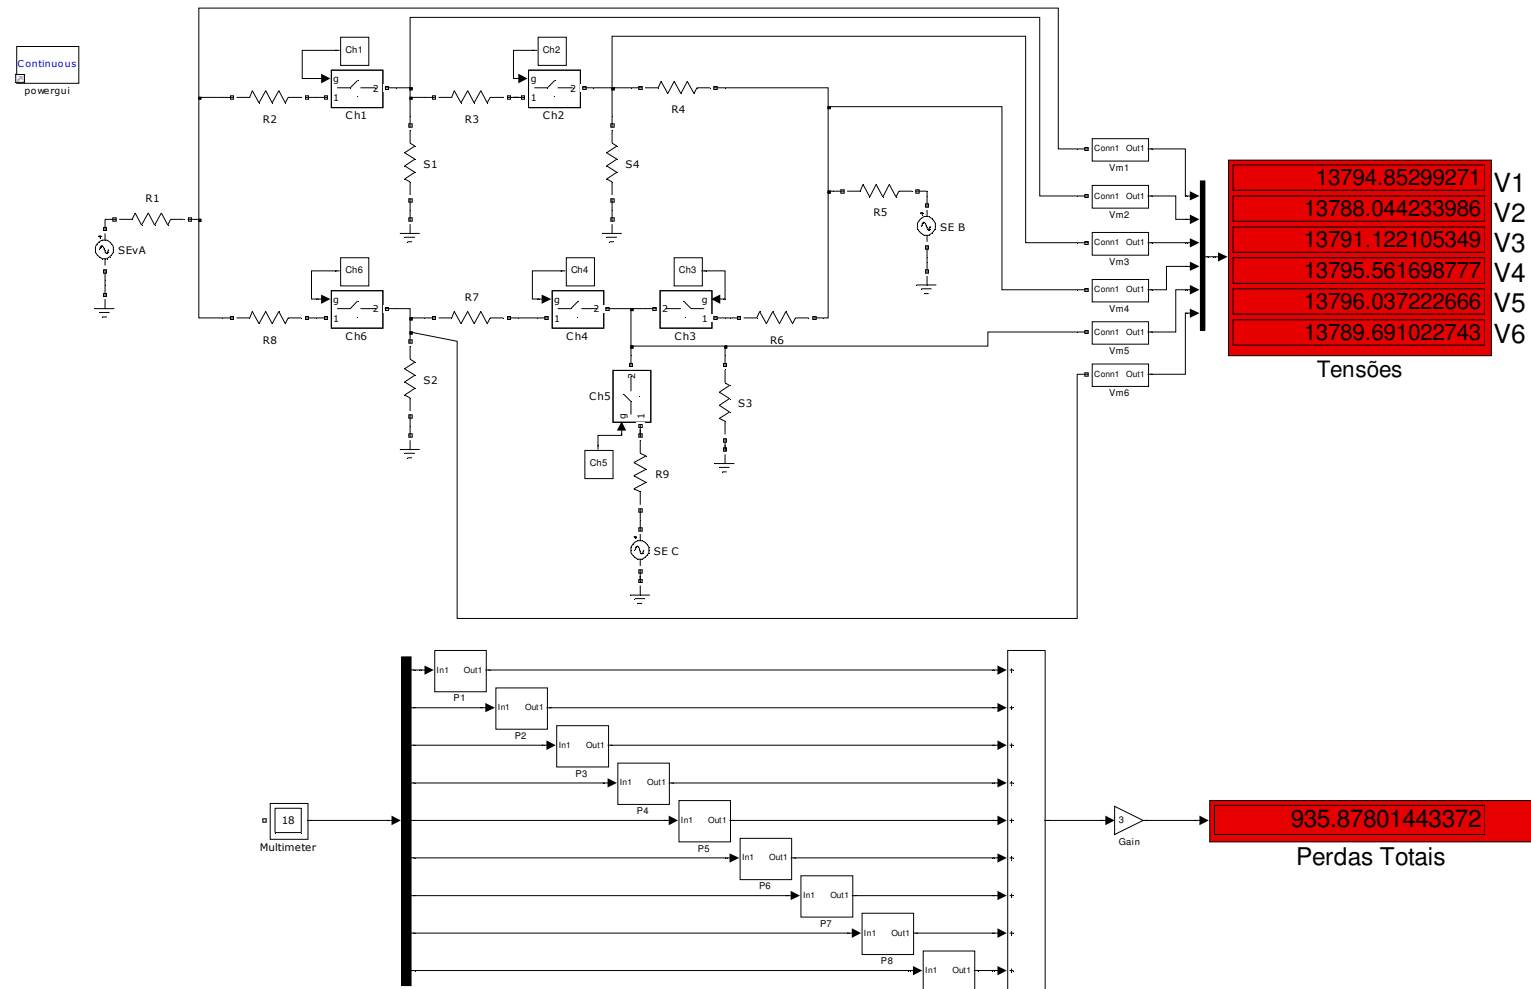 Continuous
powergui
Ch1
Ch2
g
2
1
Ch1
g
2
1
Ch2
R2
R3
R4
S1
S4
R1
SEvA
R5
SE B
Ch6
Ch4
Ch3
g
2
1
Ch6
g
2
1
Ch4
g
2
1
Ch3
R8
R7
R6
S2
2
g
1
Ch5
S3
Ch5
R9
SE C
Conn1 Out1
Vm1
Conn1 Out1
Vm2
Conn1 Out1
Vm3
Conn1 Out1
Vm4
Conn1 Out1
Vm5
Conn1 Out1
Vm6
13794.85299271 V1
13788.044233986 V2
13791.122105349 V3
13795.561698777 V4
13796.037222666 V5
13789.691022743 V6
Tensões
In1 Out1
P1
In1 Out1
P2
In1 Out1
P3
In1 Out1
P4
In1 Out1
P5
In1 Out1
P6
In1 Out1
P7
In1 Out1
P8
In1 Out1
18
Multimeter
+
+
+
+
+
+
+
+
+
3
Gain
935.87801443372
Perdas Totais